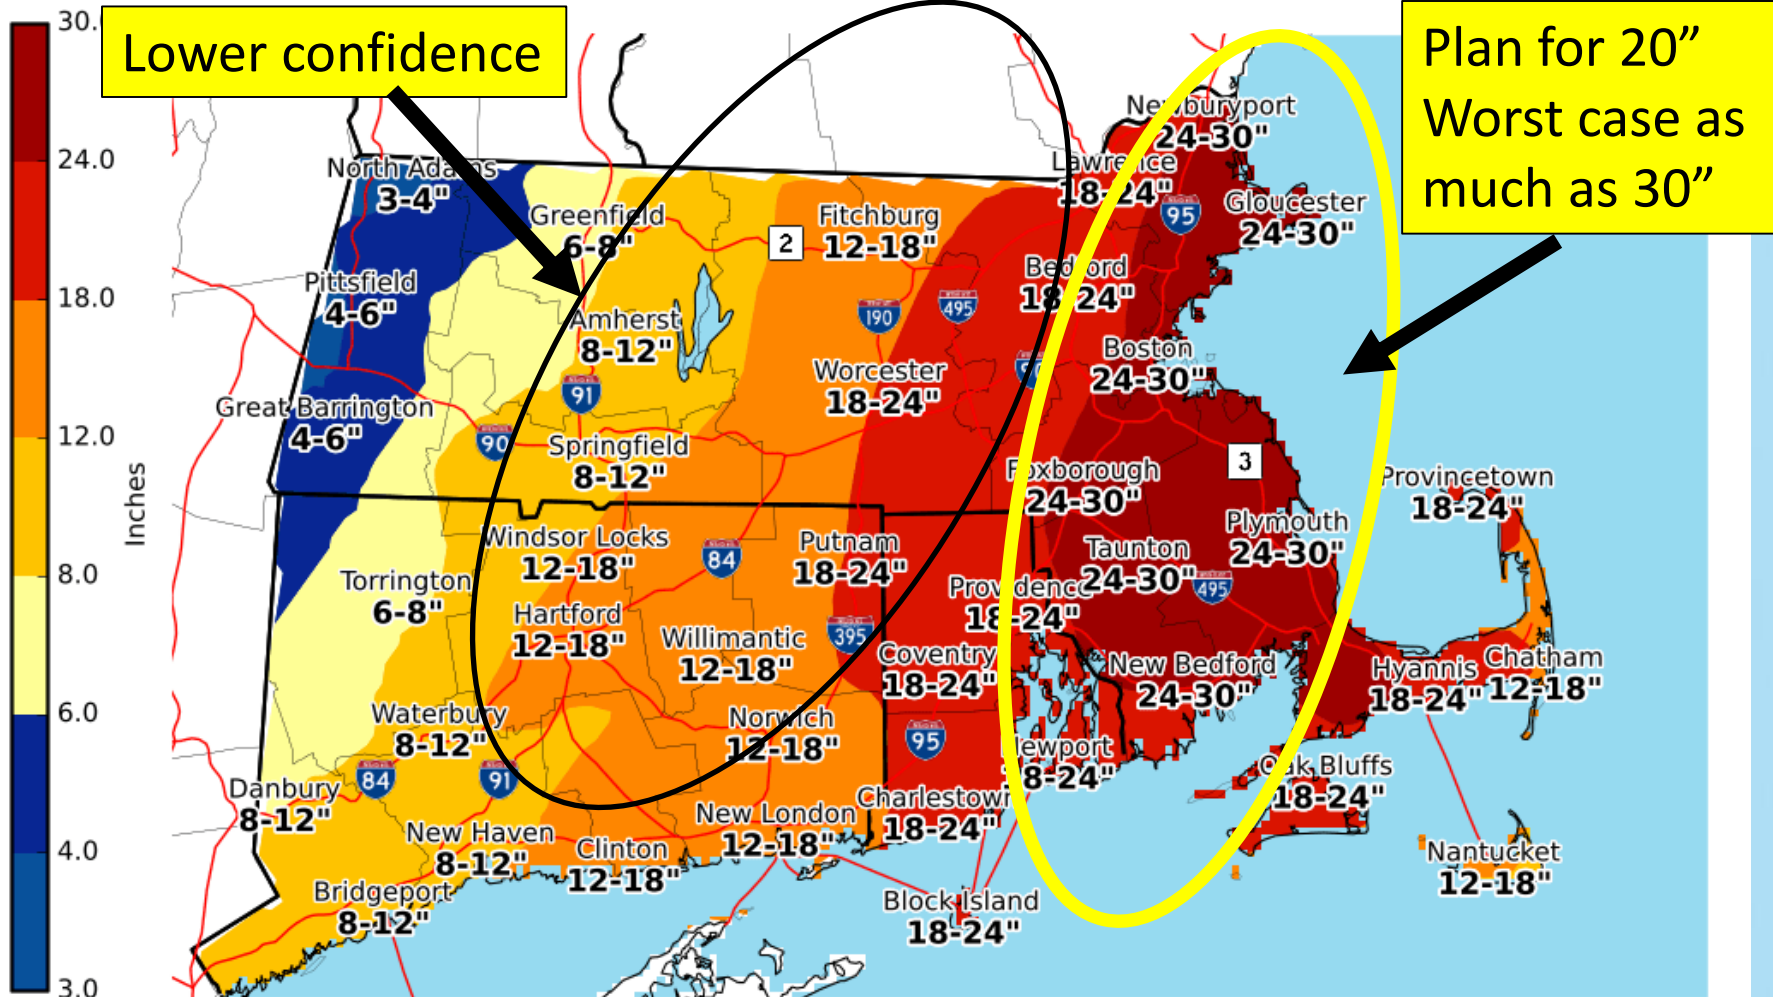 30.
24.0
18.0
12.0
8.0
6.0
4.0
3.0
Inches
Lower confidence
Plan for 20”
Worst case as
much as 30”
Newburyport
24-30"
North Adams
3-4"
Lawrence
18-24"
Greenfield
6-8"
2
Fitchburg
12-18"
95
Gloucester
24-30"
Pittsfield
4-6"
Bedford
18-24"
Amherst
8-12"
190
495
Boston
24-30"
Worcester
18-24"
91
Great Barrington
4-6"
90
Springfield
8-12"
Foxborough
24-30"
3
Provincetown
18-24"
Windsor Locks
12-18"
84
Putnam
18-24"
Taunton
24-30"
Plymouth
24-30"
495
Torrington
6-8"
Hartford
12-18"
Willimantic
12-18"
395
Providence
18-24"
Coventry
18-24"
New Bedford
24-30"
Hyannis
18-24"
Chatham
12-18"
Waterbury
8-12"
Norwich
12-18"
95
Newport
18-24"
Oak Bluffs
18-24"
84
91
Danbury
8-12"
New Haven
8-12"
Clinton
12-18"
New London
12-18"
Charlestown
18-24"
Nantucket
12-18"
Bridgeport
8-12"
Block Island
18-24"